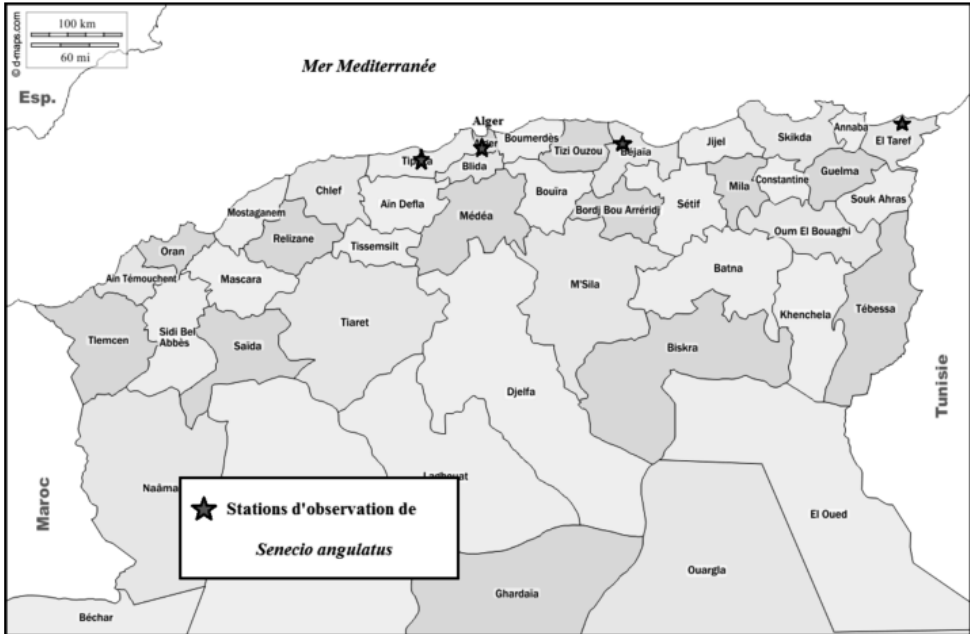 100 km
60 mi
© d-maps.com
Esp.
Mer Mediterranée
Alger
Boumerdès
Tizi Ouzou
Béjaïa
Jijel
Skikda
Annaba
El Taref
Blida
Chlef
Aïn Defla
Médéa
Bouira
Bordj Bou Arréridj
Sétif
Mila
Constantine
Guelma
Souk Ahras
Mostaganem
Relizane
Tissemsilt
Oum El Bouaghi
Oran
Aïn Témouchent
Mascara
Tiaret
M'Sila
Batna
Khenchela
Tébessa
Tlemcen
Sidi Bel
Abbès
Saïda
Biskra
Djelfa
Tunisie
Maroc
Naâma
Laghouat
El Oued
Stations d'observation de
Senecio angulatus
Ouargla
Ghardaia
Béchar